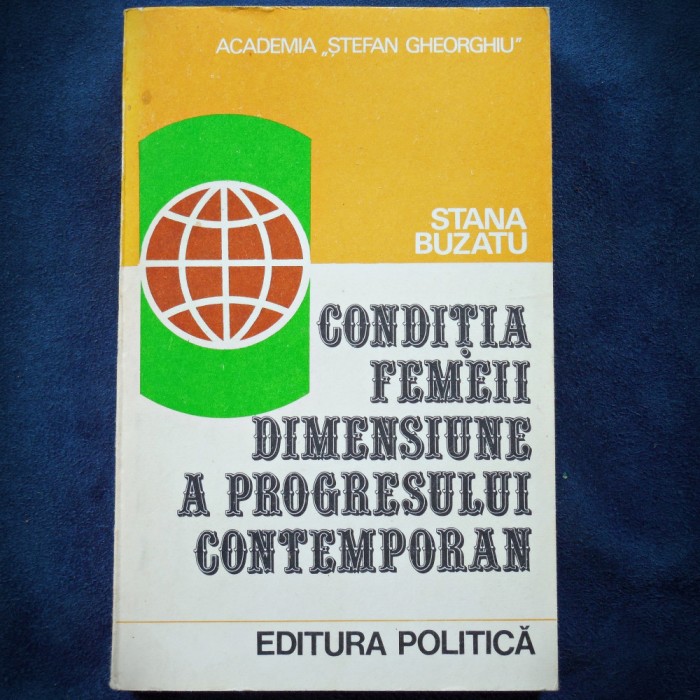 ACADEMIA „ȘTEFAN GHEORGHIU”
STANA
BUZATU
CONDIȚIA
FEMEII
DIMENSIUNE
A PROGRESULUI
CONTEMPORAN
EDITURA POLITICĂ